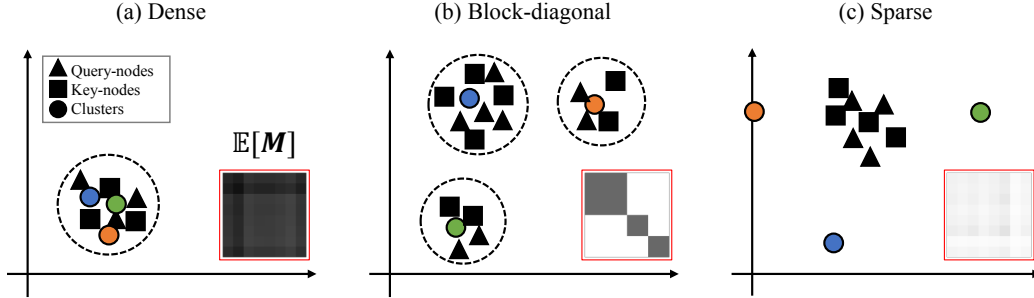 (a) Dense
(b) Block-diagonal
(c) Sparse
Query-nodes
Key-nodes
Clusters
𝔼[𝑴]